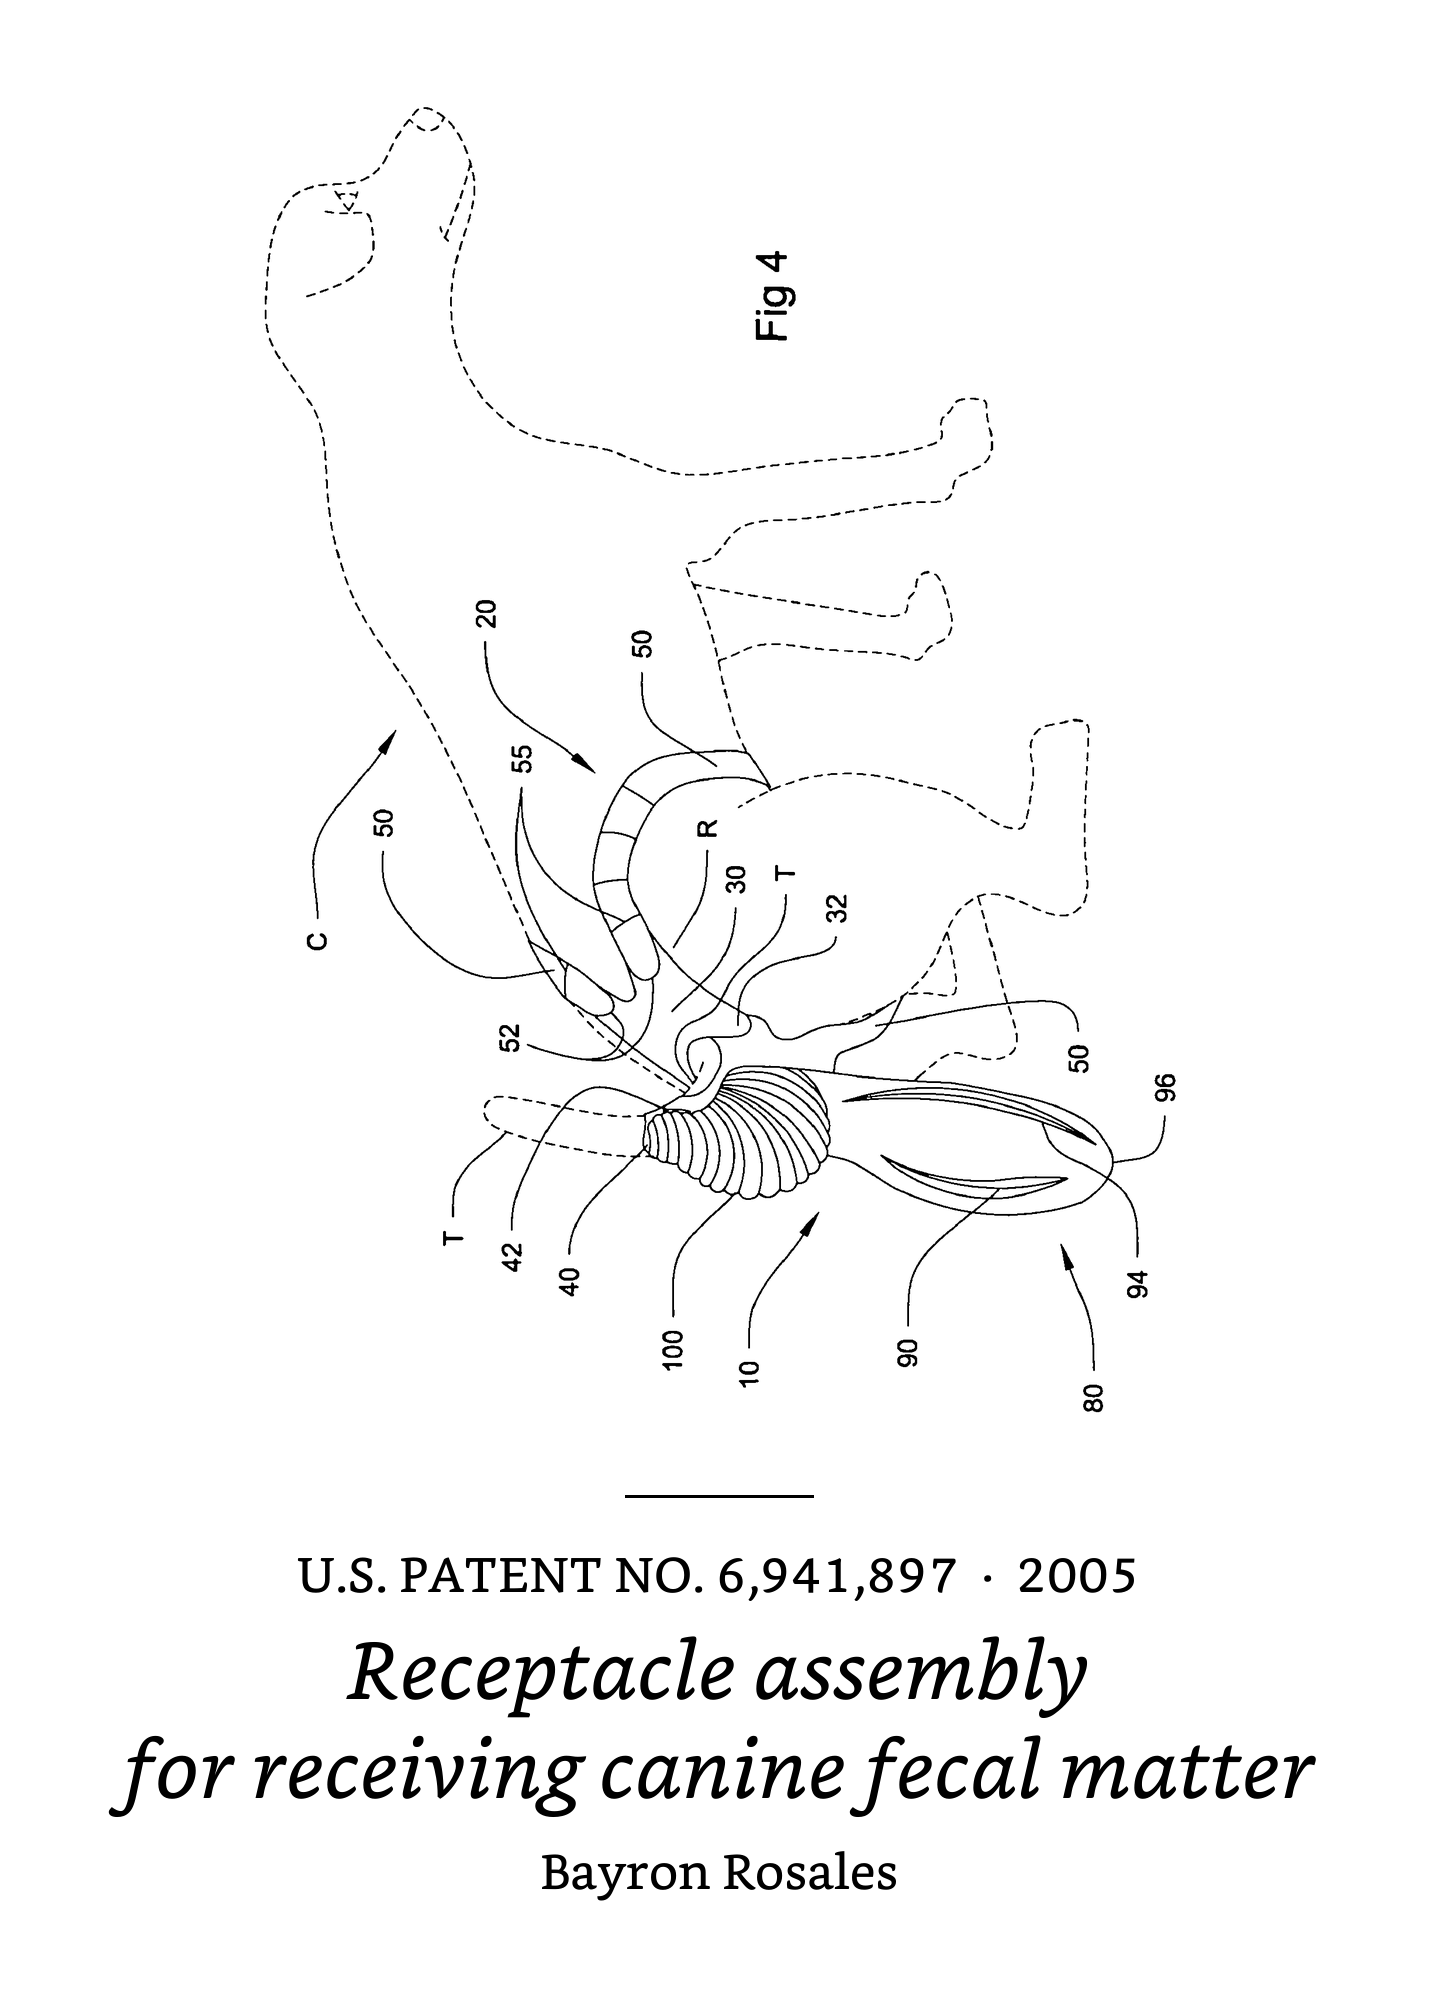 Fig 4
20
50
55
C
50
R
30
T
32
52
50
96
T
42
40
100
10
90
94
80
U.S. PATENT NO. 6,941,897 · 2005
Receptacle assembly
for receiving canine fecal matter
Bayron Rosales